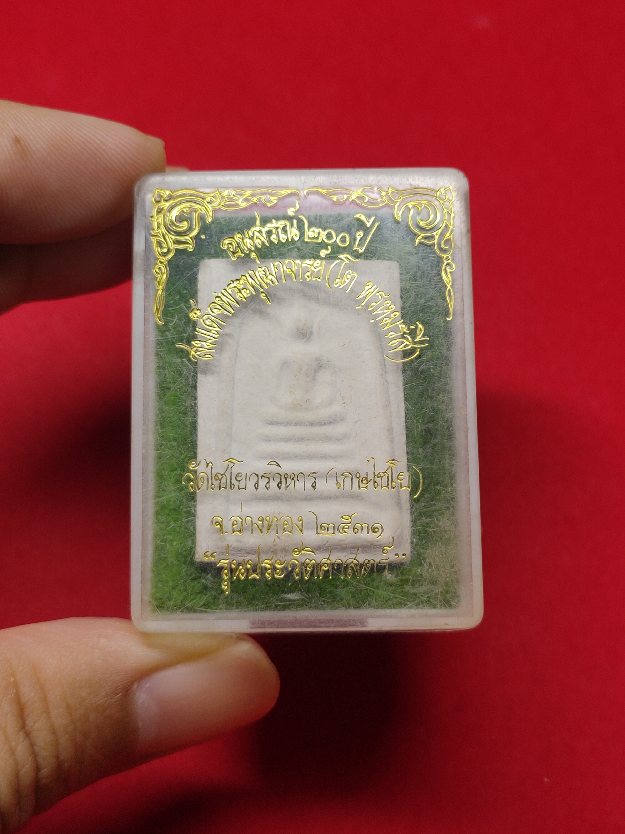 อนุสรณ์ ๒๐๐ ปี
สมเด็จพระพุฒาจารย์ (โต พฺรหฺมรํสี)
วัดไชโยวรวิหาร (เกษไชโย)
จ.อ่างทอง ๒๕๓๑
"รุ่นประวัติศาสตร์"